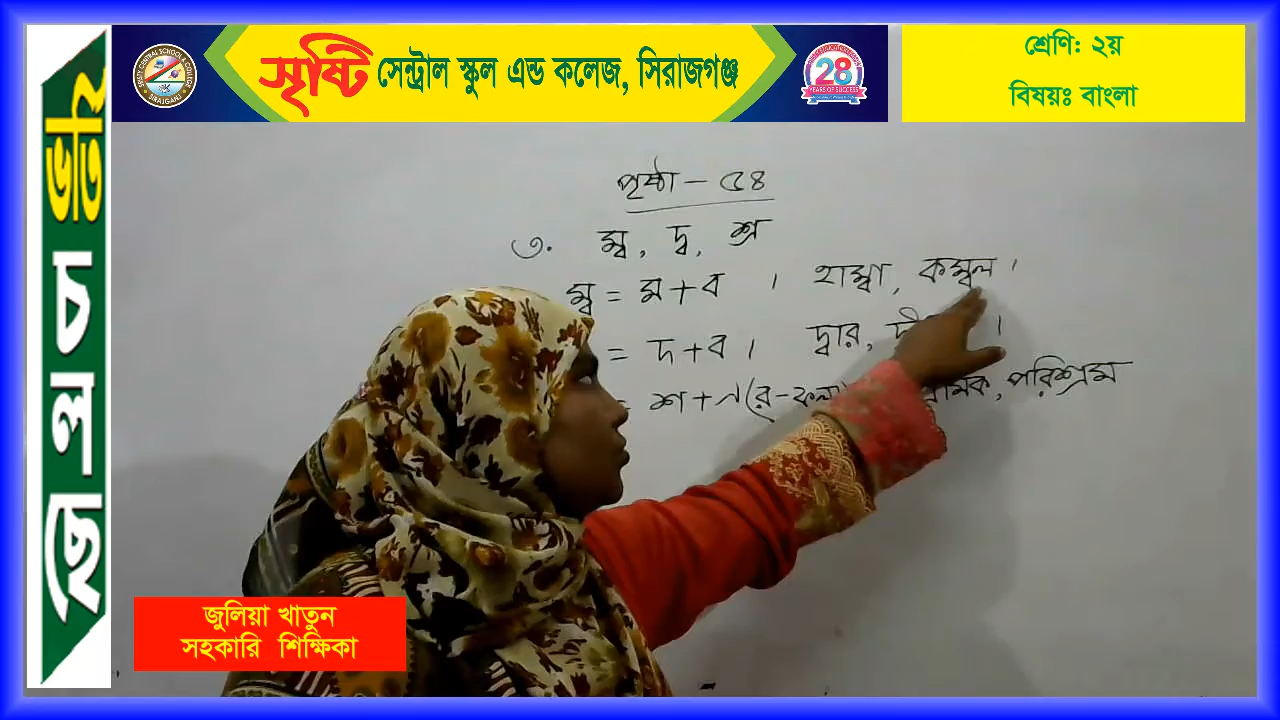 সৃষ্টি সেন্ট্রাল স্কুল এন্ড কলেজ, সিরাজগঞ্জ
28
YEARS OF SUCCESS
শ্রেণি: ২য়
বিষয়ঃ বাংলা
ভর্তি চলছে
পৃষ্ঠা - ৫৪
৩. ম্ব, দ্ব, শ্র
ম্ব = ম + ব । হাম্বা, কম্বল ।
= দ + ব । দ্বার, ।
= শ + ্র (র-ফলা) পরিশ্রম
জুলিয়া খাতুন
সহকারি শিক্ষিকা